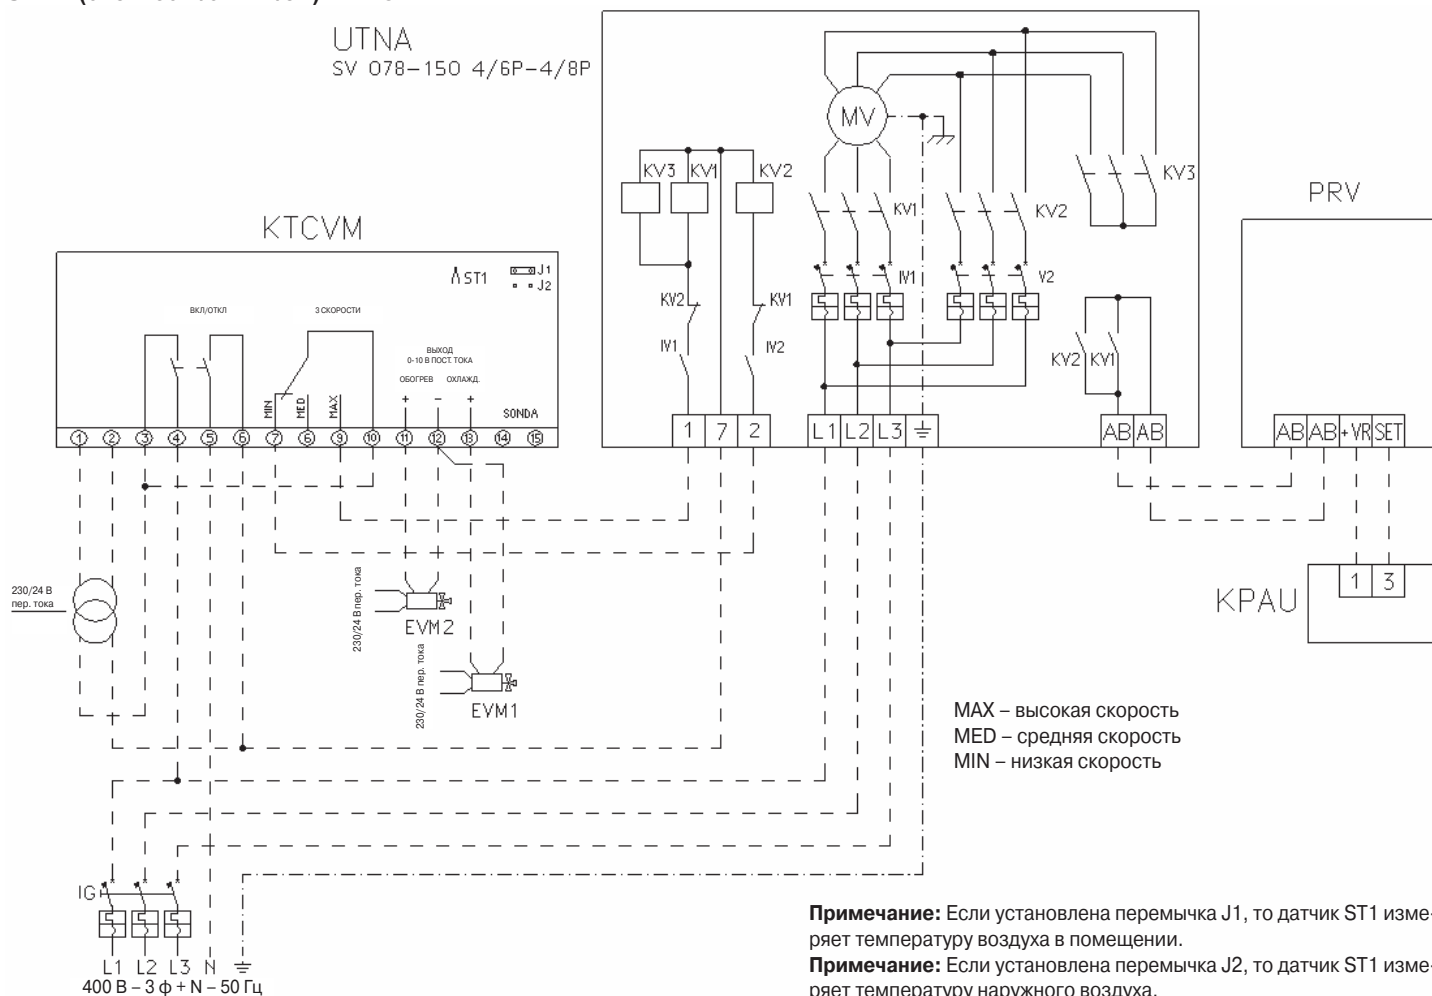 UTNA
SV 078-150 4/6P-4/8P
MV
KV3 KV1 KV2
KV1
KV2
KV3
PRV
KTCVM
ST1
J1
J2
IV1
V2
ВКЛ/ОТКЛ
3 СКОРОСТИ
KV2
KV1
ВЫХОД
0-10 В ПОСТ. ТОКА
IV1
IV2
KV2 KV1
ОБОГРЕВ ОХЛАЖД.
+ − +
MIN MED MAX
SONDA
1 2 3 4 5 6 7 6 9 10 11 12 13 14 15
1 7 2
L1 L2 L3
AB AB
AB AB +VR SET
230/24 В
пер. тока
230/24 В пер. тока
EVM2
1 3
KPAU
230/24 В пер. тока
EVM1
MAX – высокая скорость
MED – средняя скорость
MIN – низкая скорость
IG
L1 L2 L3 N
400 В – 3 ф + N – 50 Гц
Примечание: Если установлена перемычка J1, то датчик ST1 изме-
ряет температуру воздуха в помещении.
Примечание: Если установлена перемычка J2, то датчик ST1 изме-
ряет температуру наружного воздуха.